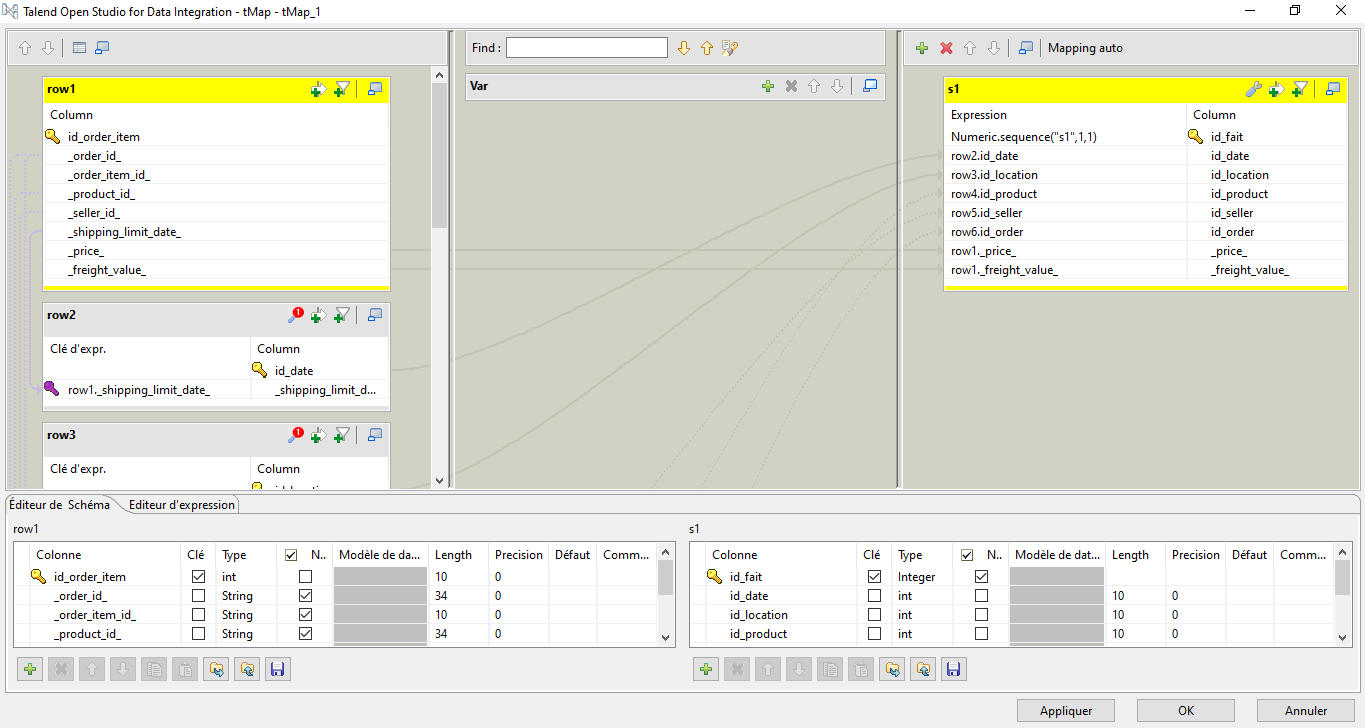 Talend Open Studio for Data Integration - tMap - tMap_1
Find :
Mapping auto
row1
Column
id_order_item
_order_id_
_order_item_id_
_product_id_
_seller_id_
_shipping_limit_date_
_price_
_freight_value_
row2
Clé d'expr. Column
id_date
row1._shipping_limit_date_ _shipping_limit_d...
row3
Clé d'expr. Column
Var
s1
Expression Column
Numeric.sequence("s1",1,1) id_fait
row2.id_date id_date
row3.id_location id_location
row4.id_product id_product
row5.id_seller id_seller
row6.id_order id_order
row1._price_ _price_
row1._freight_value_ _freight_value_
Éditeur de Schéma Editeur d'expression
row1
Colonne Clé Type N.. Modèle de da... Length Precision Défaut Comm...
id_order_item int 10 0
_order_id_ String 34 0
_order_item_id_ String 10 0
_product_id_ String 34 0
s1
Colonne Clé Type N.. Modèle de dat... Length Precision Défaut Comm...
id_fait Integer
id_date int 10 0
id_location int 10 0
id_product int 10 0
Appliquer OK Annuler